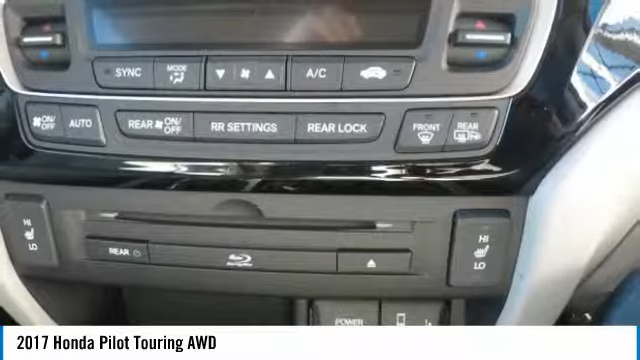 SYNC MODE A/C
ON/OFF AUTO REAR ON/OFF RR SETTINGS REAR LOCK FRONT REAR
HI
LO
HI
LO
REAR
POWER
2017 Honda Pilot Touring AWD